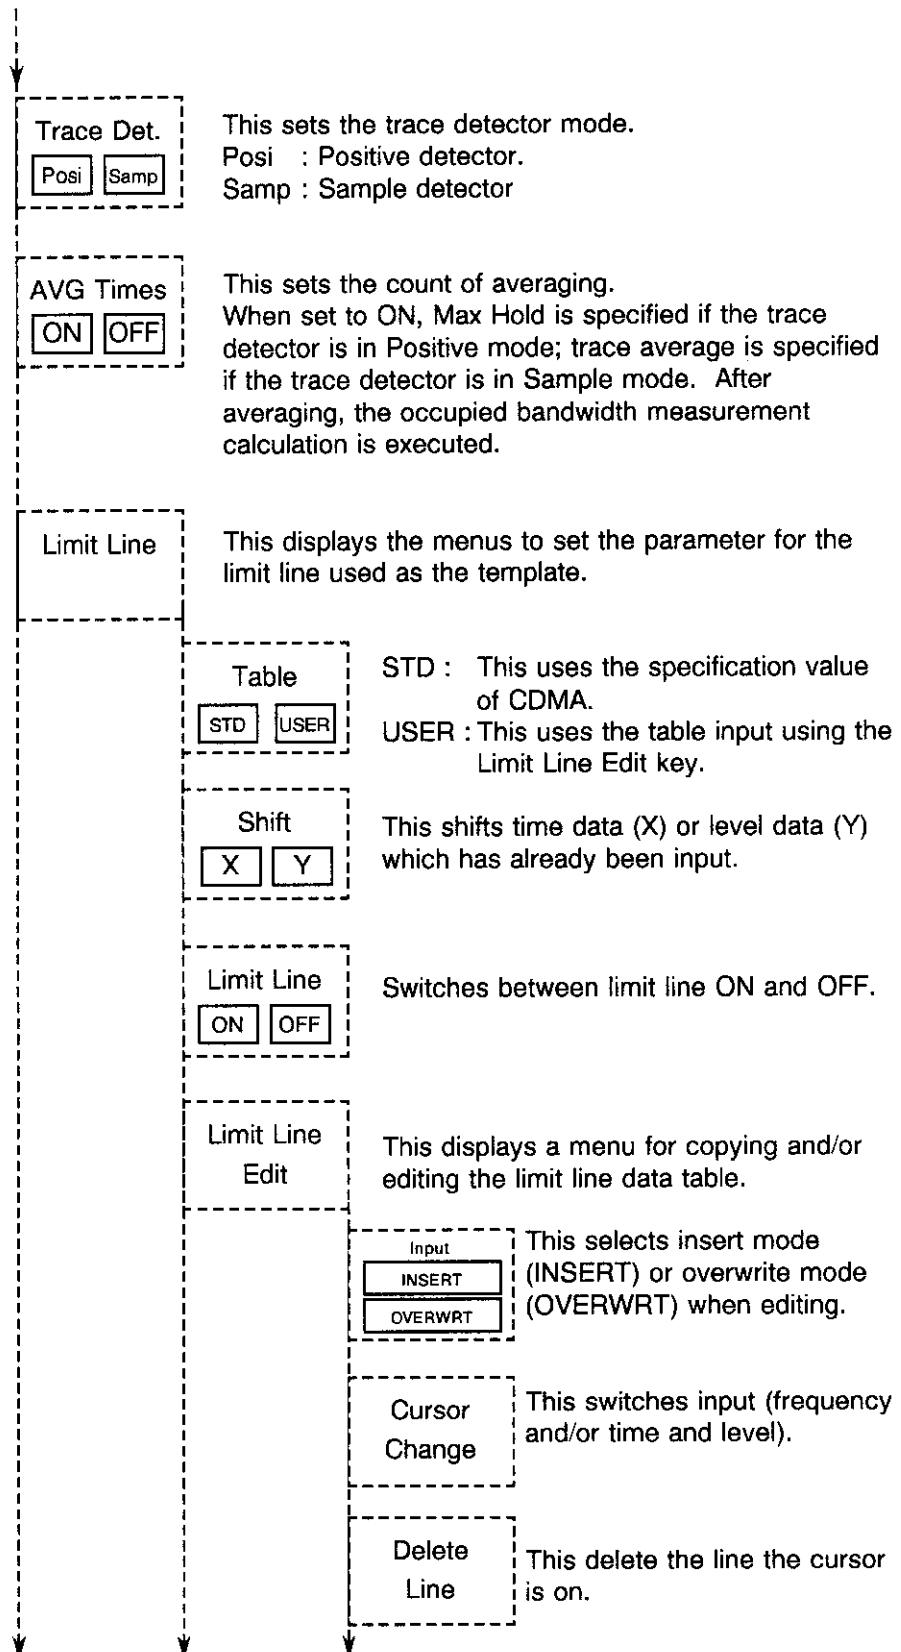 Trace Det.
Posi Samp
This sets the trace detector mode.
Posi : Positive detector.
Samp : Sample detector
AVG Times
ON OFF
This sets the count of averaging.
When set to ON, Max Hold is specified if the trace
detector is in Positive mode; trace average is specified
if the trace detector is in Sample mode. After
averaging, the occupied bandwidth measurement
calculation is executed.
Limit Line
This displays the menus to set the parameter for the
limit line used as the template.
Table
STD USER
STD : This uses the specification value
of CDMA.
USER : This uses the table input using the
Limit Line Edit key.
Shift
X Y
This shifts time data (X) or level data (Y)
which has already been input.
Limit Line
ON OFF
Switches between limit line ON and OFF.
Limit Line
Edit
This displays a menu for copying and/or
editing the limit line data table.
Input
INSERT
OVERWRT
This selects insert mode
(INSERT) or overwrite mode
(OVERWRT) when editing.
Cursor
Change
This switches input (frequency
and/or time and level).
Delete
Line
This delete the line the cursor
is on.